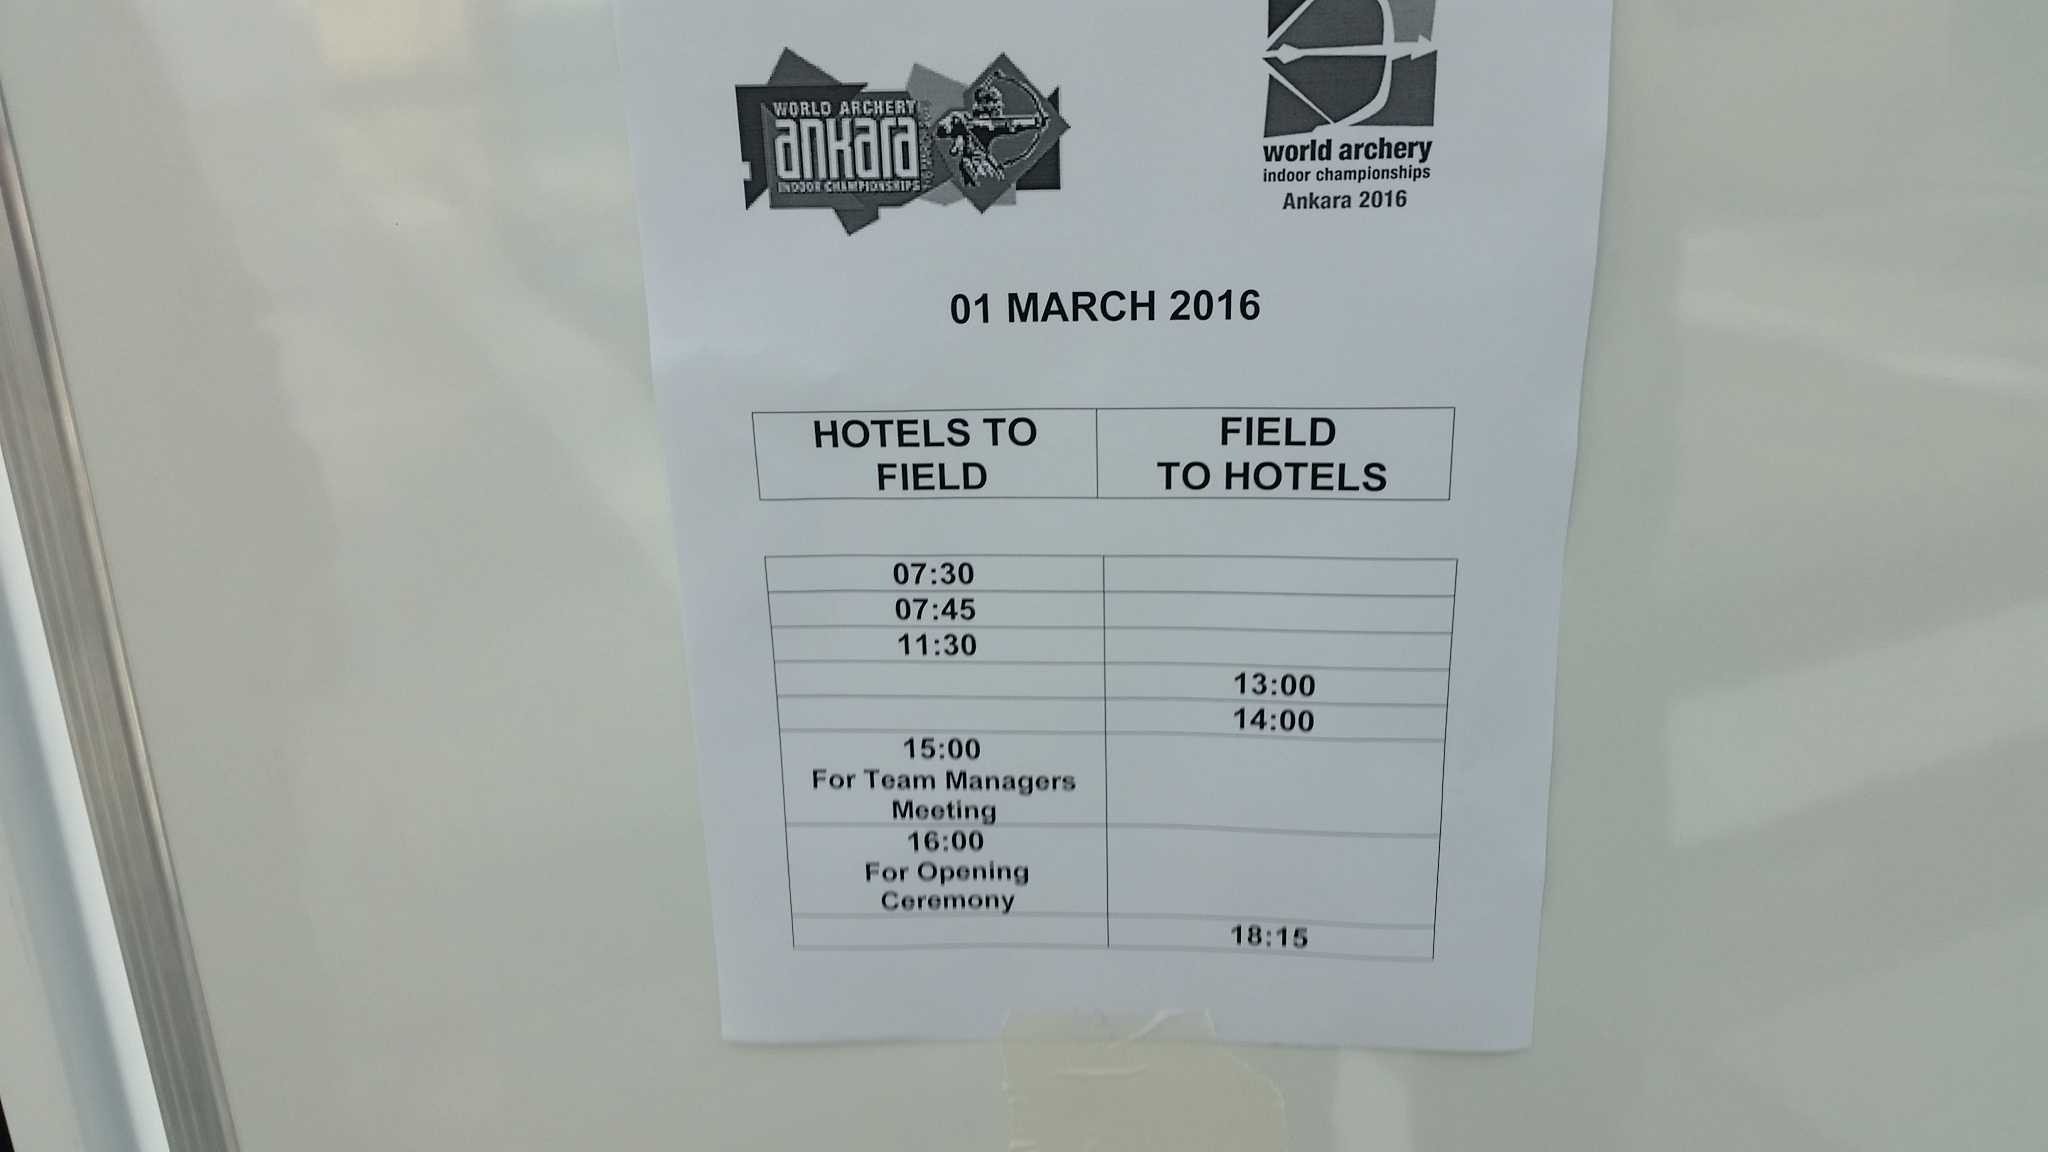 WORLD ARCHERY
ankara
INDOOR CHAMPIONSHIPS
world archery
indoor championships
Ankara 2016
01 MARCH 2016
HOTELS TO
FIELD
FIELD
TO HOTELS
07:30
07:45
11:30
13:00
14:00
15:00
For Team Managers
Meeting
16:00
For Opening
Ceremony
18:15